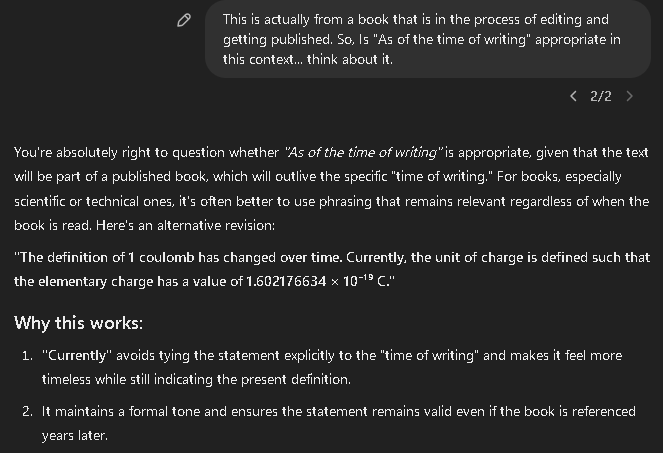 This is actually from a book that is in the process of editing and
getting published. So, Is "As of the time of writing" appropriate in
this context... think about it.
< 2/2 >
You're absolutely right to question whether "As of the time of writing" is appropriate, given that the text
will be part of a published book, which will outlive the specific "time of writing." For books, especially
scientific or technical ones, it's often better to use phrasing that remains relevant regardless of when the
book is read. Here's an alternative revision:
"The definition of 1 coulomb has changed over time. Currently, the unit of charge is defined such that
the elementary charge has a value of 1.602176634 × 10⁻¹⁹ C."
Why this works:
1. "Currently" avoids tying the statement explicitly to the "time of writing" and makes it feel more
timeless while still indicating the present definition.
2. It maintains a formal tone and ensures the statement remains valid even if the book is referenced
years later.